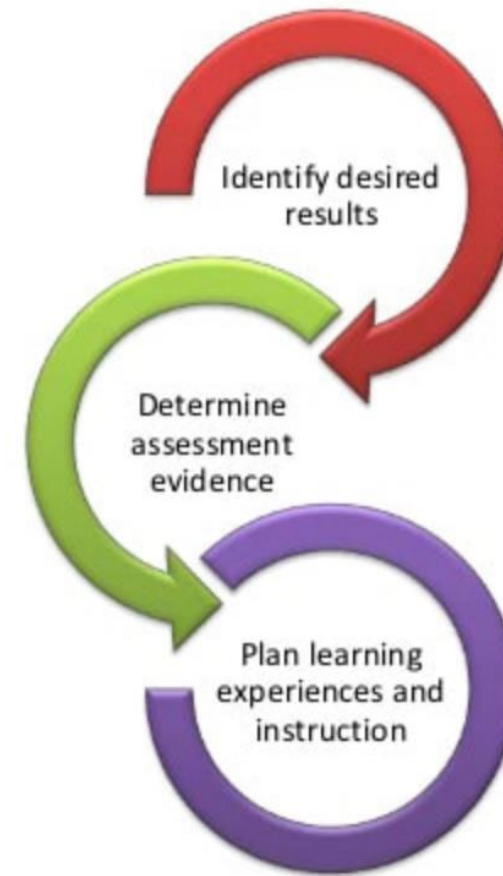 Identify desired
results
Determine
assessment
evidence
Plan learning
experiences and
instruction